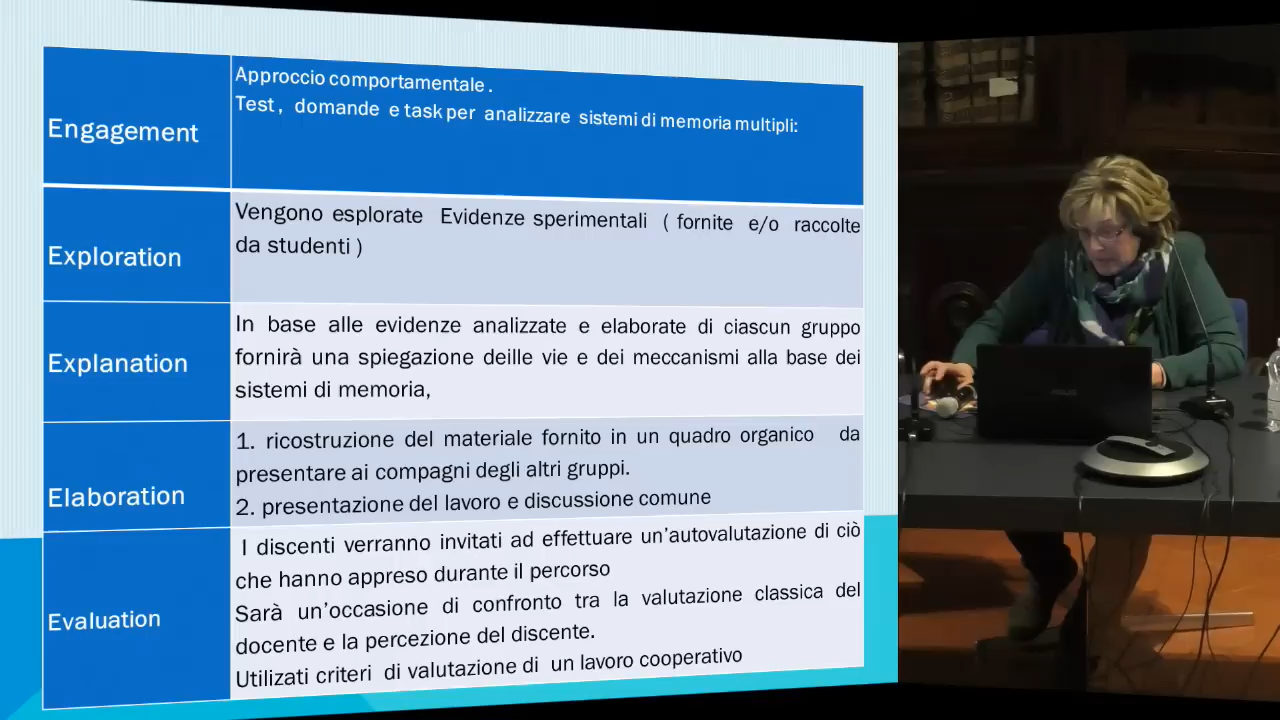 Engagement
Approccio comportamentale .
Test , domande e task per analizzare sistemi di memoria multipli:
Exploration
Vengono esplorate Evidenze sperimentali ( fornite e/o raccolte
da studenti )
Explanation
In base alle evidenze analizzate e elaborate di ciascun gruppo
fornirà una spiegazione deille vie e dei meccanismi alla base dei
sistemi di memoria,
Elaboration
1. ricostruzione del materiale fornito in un quadro organico da
presentare ai compagni degli altri gruppi.
2. presentazione del lavoro e discussione comune
Evaluation
I discenti verranno invitati ad effettuare un'autovalutazione di ciò
che hanno appreso durante il percorso
Sarà un'occasione di confronto tra la valutazione classica del
docente e la percezione del discente.
Utilizati criteri di valutazione di un lavoro cooperativo